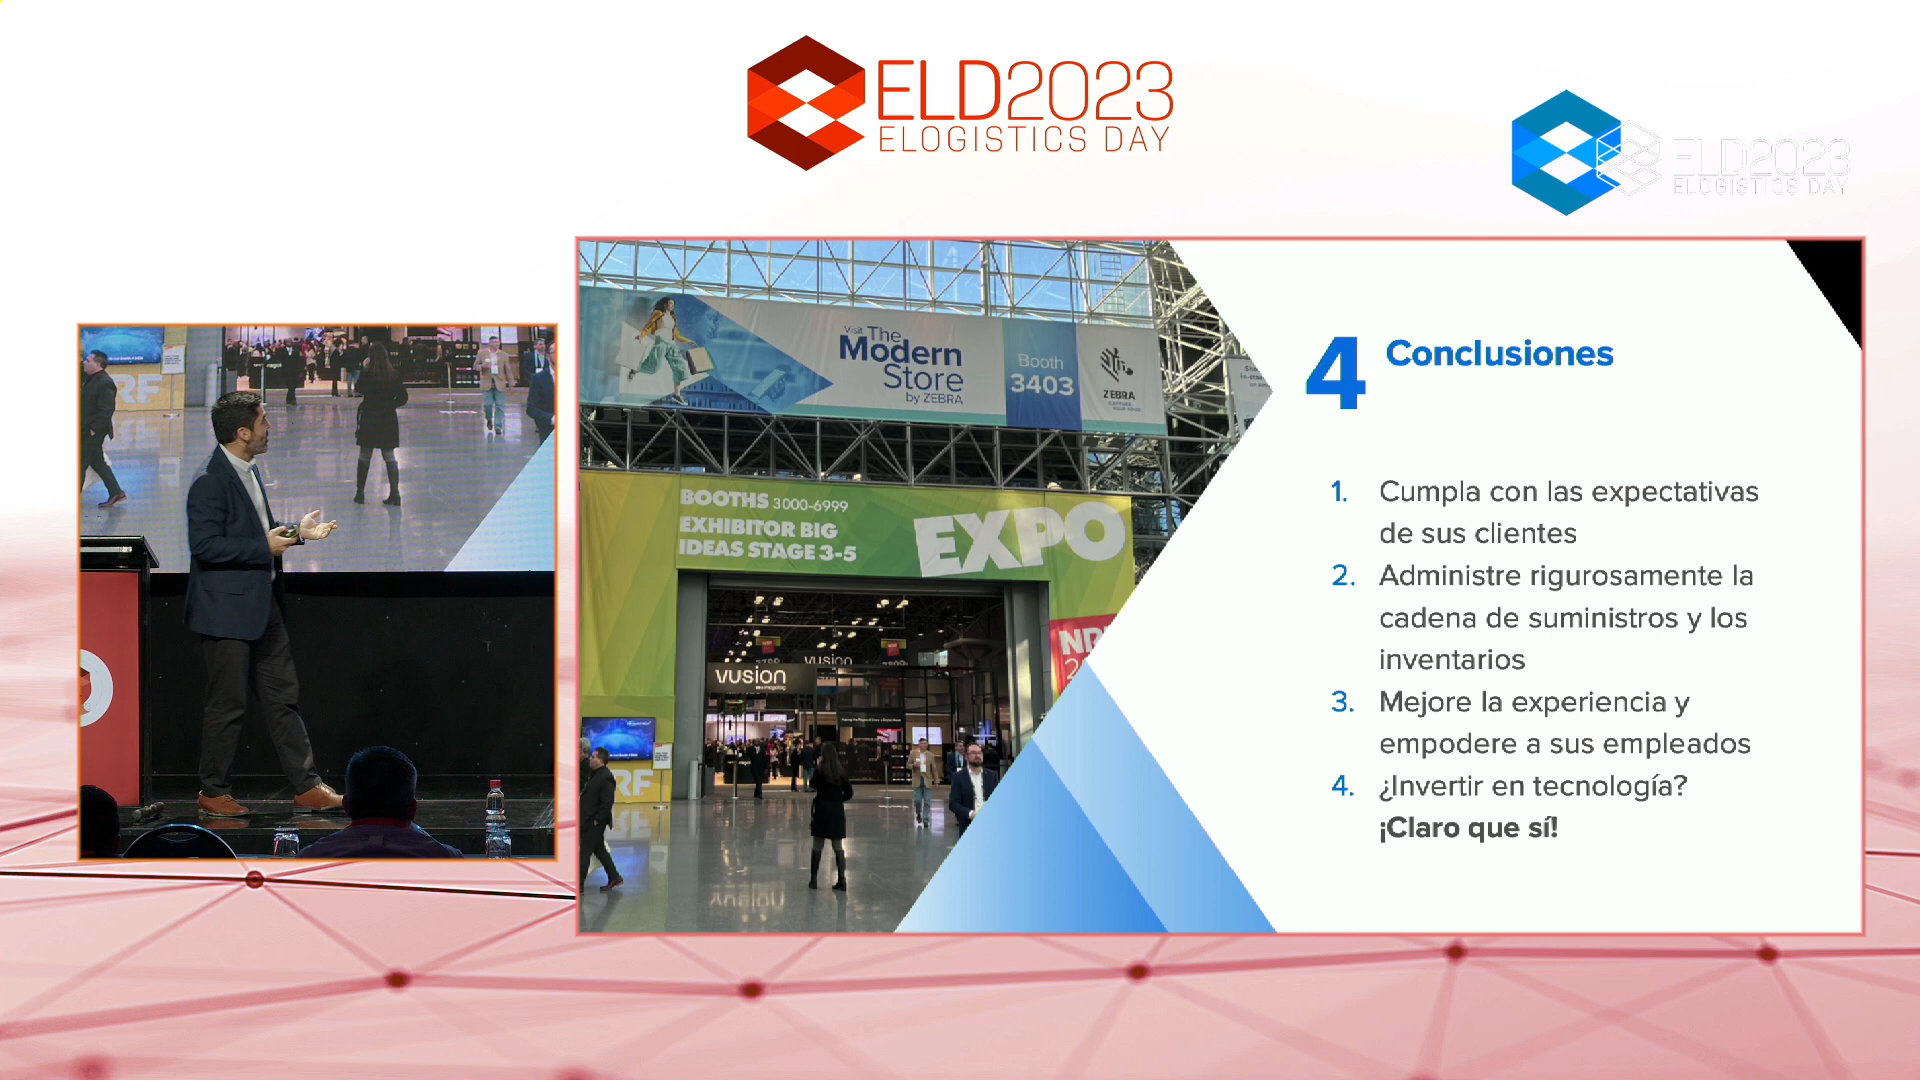 ELD2023
ELOGISTICS DAY
ELD2023
ELOGISTICS DAY
RF
Visit The
Modern
Store
by ZEBRA
Booth
3403
ZEBRA
BOOTHS 3000-6999
EXHIBITOR BIG
IDEAS STAGE 3-5
EXPO
vusion
vusion
RF
4 Conclusiones
1. Cumpla con las expectativas
de sus clientes
2. Administre rigurosamente la
cadena de suministros y los
inventarios
3. Mejore la experiencia y
empodere a sus empleados
4. ¿Invertir en tecnología?
¡Claro que sí!